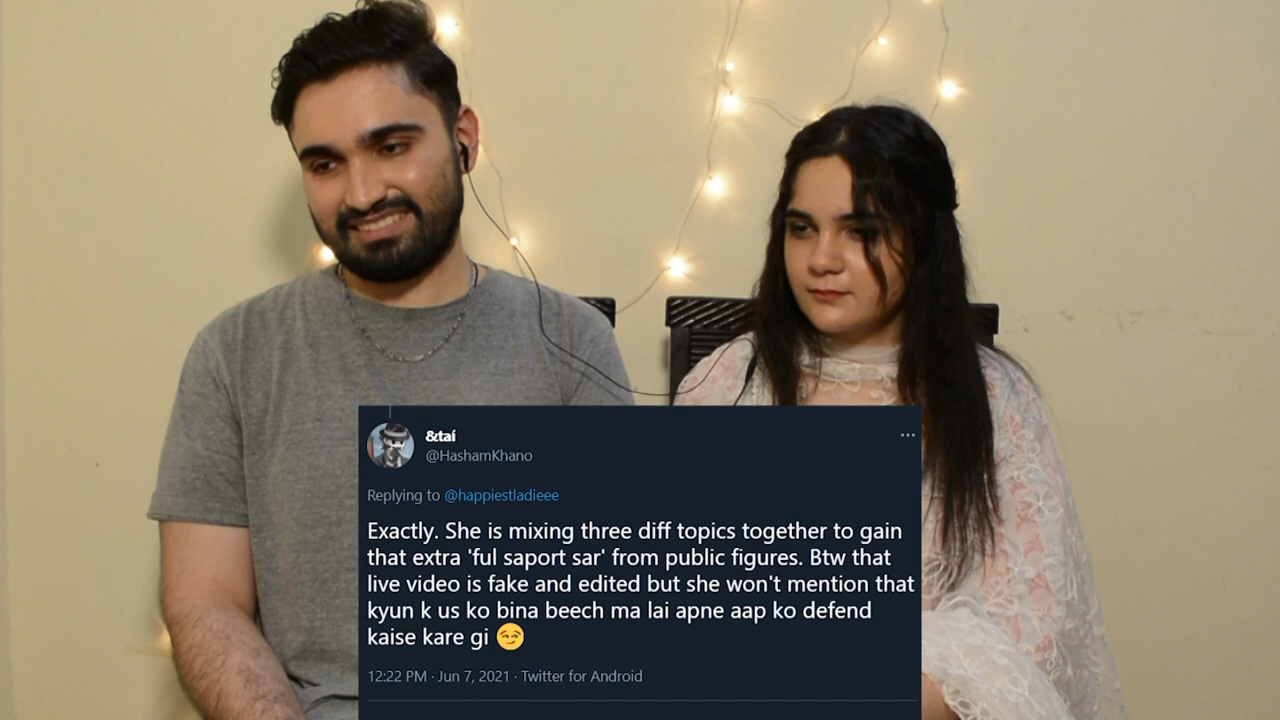 &taí
@HashamKhano
Replying to @happiestladieee
Exactly. She is mixing three diff topics together to gain
that extra 'ful saport sar' from public figures. Btw that
live video is fake and edited but she won't mention that
kyun k us ko bina beech ma lai apne aap ko defend
kaise kare gi 😏
12:22 PM · Jun 7, 2021 · Twitter for Android